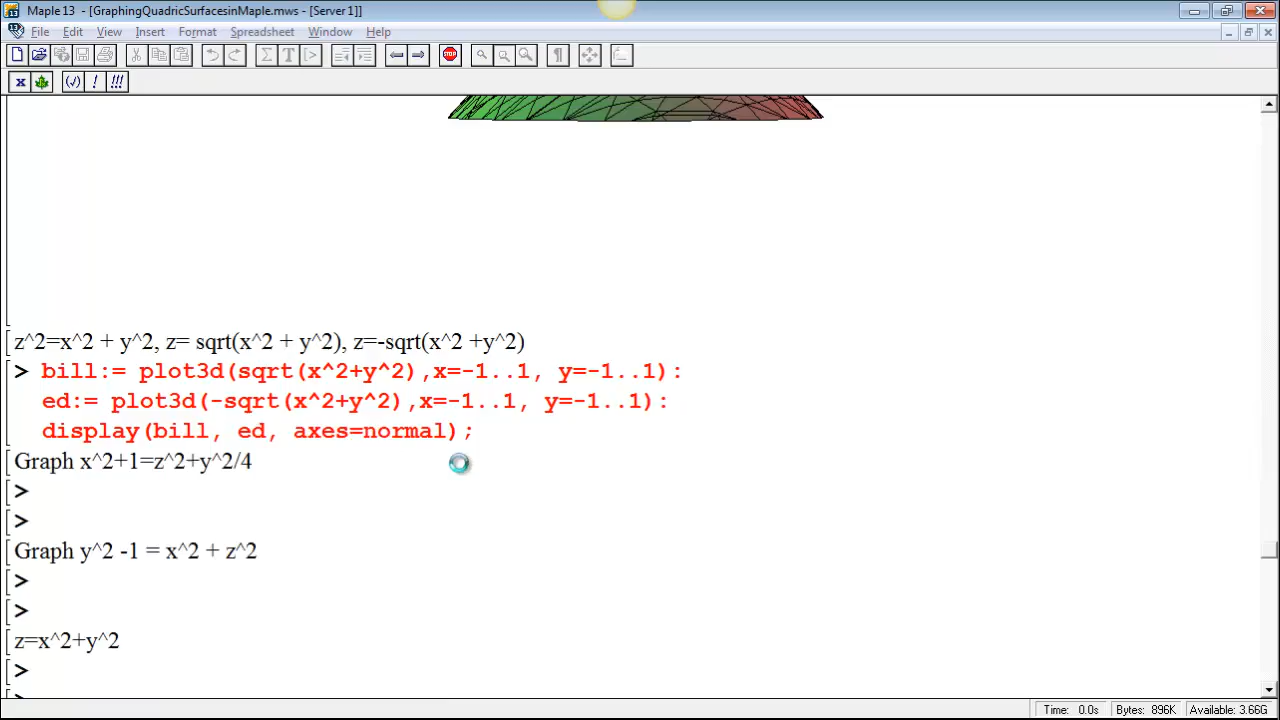 Maple 13 - [GraphingQuadricSurfacesinMaple.mws - [Server 1]]
File Edit View Insert Format Spreadsheet Window Help
STOP
z^2=x^2 + y^2, z= sqrt(x^2 + y^2), z=-sqrt(x^2 +y^2)
> bill:= plot3d(sqrt(x^2+y^2),x=-1..1, y=-1..1):
ed:= plot3d(-sqrt(x^2+y^2),x=-1..1, y=-1..1):
display(bill, ed, axes=normal);
Graph x^2+1=z^2+y^2/4
>
>
Graph y^2 -1 = x^2 + z^2
>
>
z=x^2+y^2
>
>
Time: 0.0s Bytes: 896K Available: 3.66G